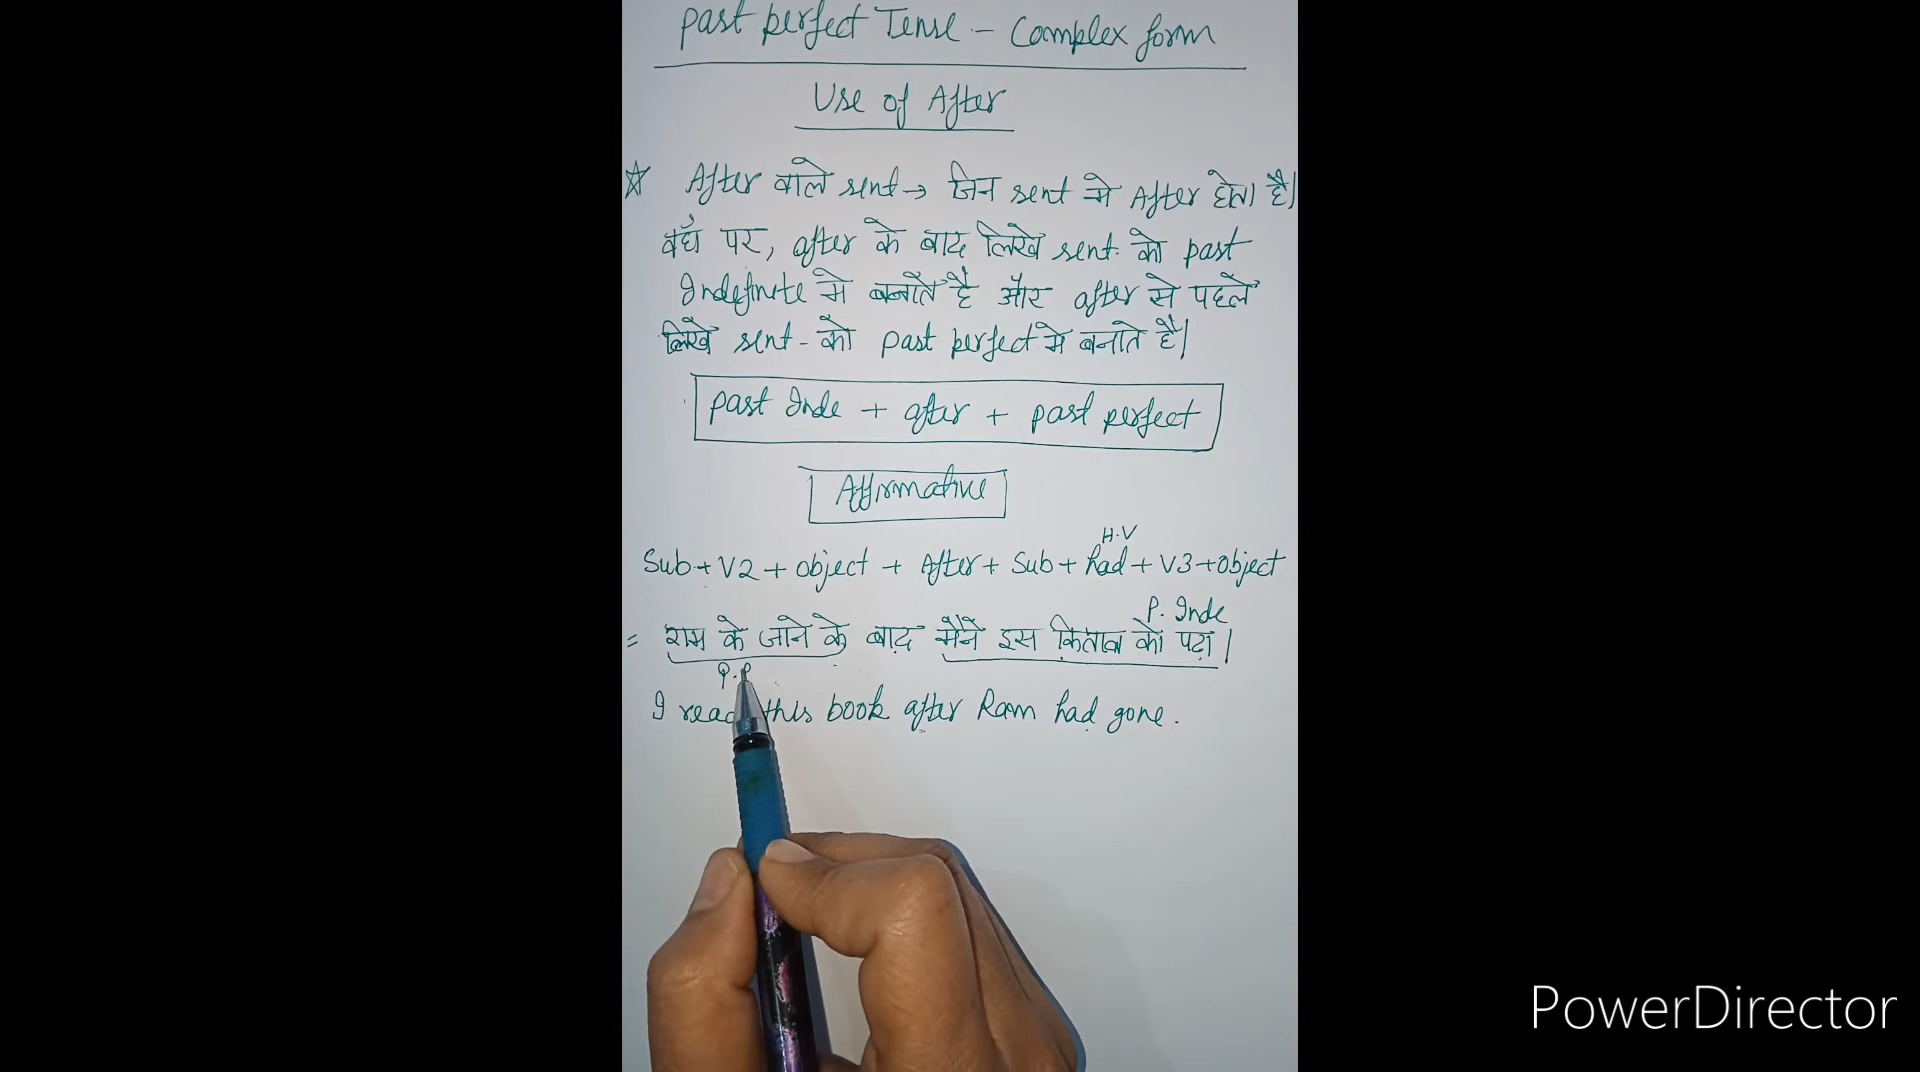 Past perfect Tense - Complex form
Use of After
☆ After वाले sent → जिन sent मे After होता है।
वहाँ पर, after के बाद लिखे sent. को past
Indefinite मे बनाते है और after से पहले
लिखे sent - को past perfect मे बनाते है।
past Inde + after + past perfect
Affirmative
H.V
Sub + V2 + object + After + Sub + had + V3 + object
P. Inde
= राम के जाने के बाद मैने इस किताब को पढ़ा।
P.P
I read this book after Ram had gone.
PowerDirector